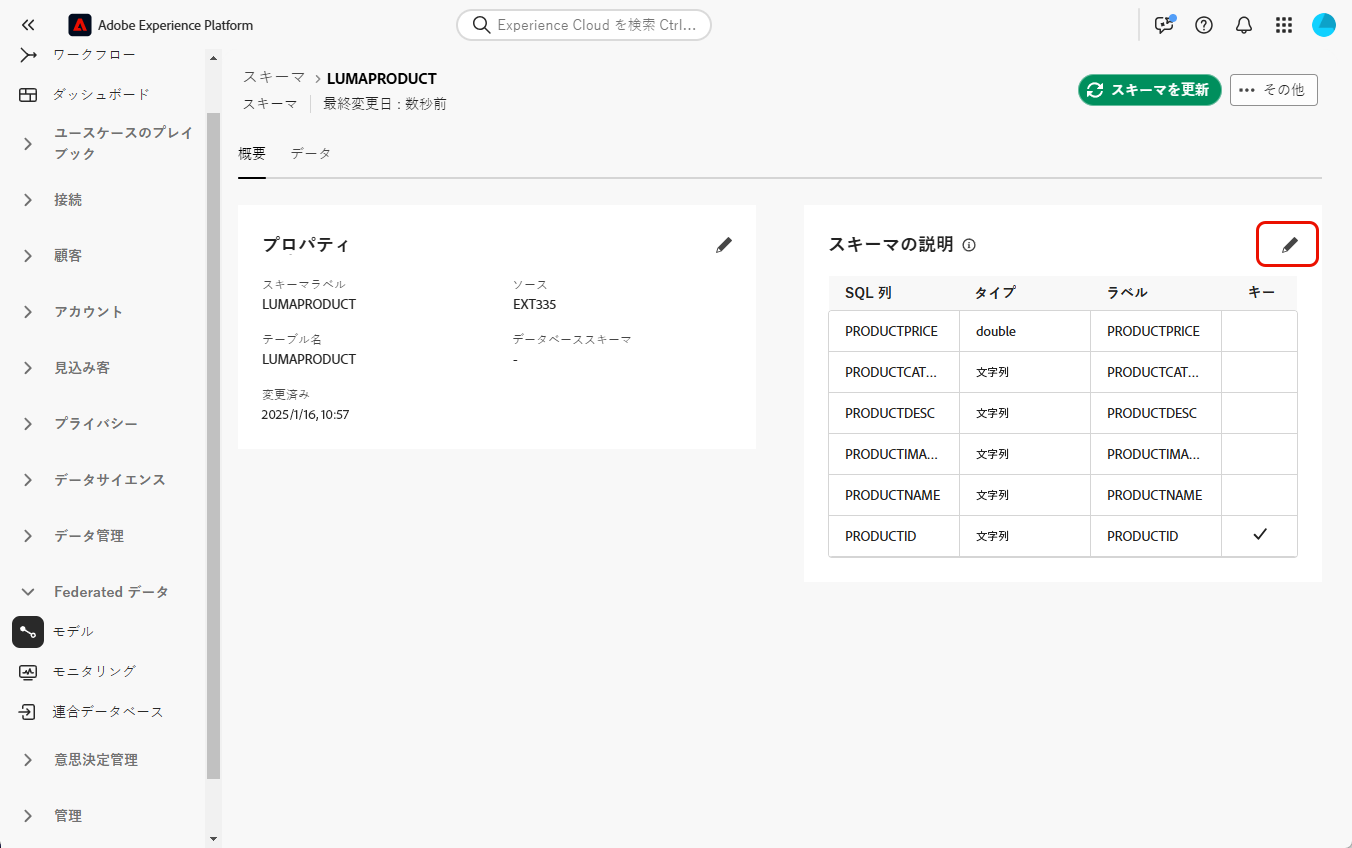 Adobe Experience Platform
Experience Cloud を検索 Ctrl...
ワークフロー
ダッシュボード
ユースケースのプレイ
ブック
接続
顧客
アカウント
見込み客
プライバシー
データサイエンス
データ管理
Federated データ
モデル
モニタリング
連合データベース
意思決定管理
管理
スキーマ > LUMAPRODUCT
スキーマ 最終変更日 : 数秒前
スキーマを更新
その他
概要 データ
プロパティ
スキーマラベル ソース
LUMAPRODUCT EXT335
テーブル名 データベーススキーマ
LUMAPRODUCT -
変更済み
2025/1/16, 10:57
スキーマの説明
SQL 列 タイプ ラベル キー
PRODUCTPRICE double PRODUCTPRICE
PRODUCTCAT... 文字列 PRODUCTCAT...
PRODUCTDESC 文字列 PRODUCTDESC
PRODUCTIMA... 文字列 PRODUCTIMA...
PRODUCTNAME 文字列 PRODUCTNAME
PRODUCTID 文字列 PRODUCTID